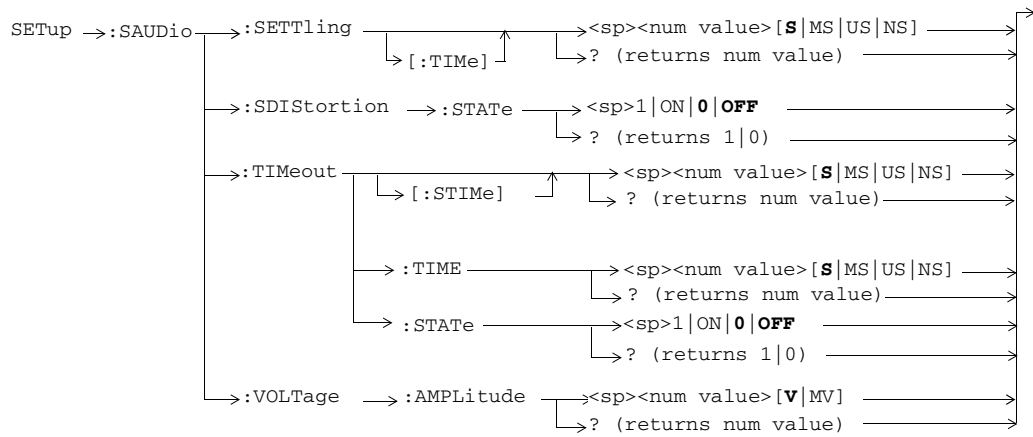 SETup :SAUDio :SETTling <sp><num value>[S|MS|US|NS]
[:TIMe] ? (returns num value)
:SDIStortion :STATe <sp>1|ON|0|OFF
? (returns 1|0)
:TIMeout <sp><num value>[S|MS|US|NS]
[:STIMe] ? (returns num value)
:TIME <sp><num value>[S|MS|US|NS]
? (returns num value)
:STATe <sp>1|ON|0|OFF
? (returns 1|0)
:VOLTage :AMPLitude <sp><num value>[V|MV]
? (returns num value)